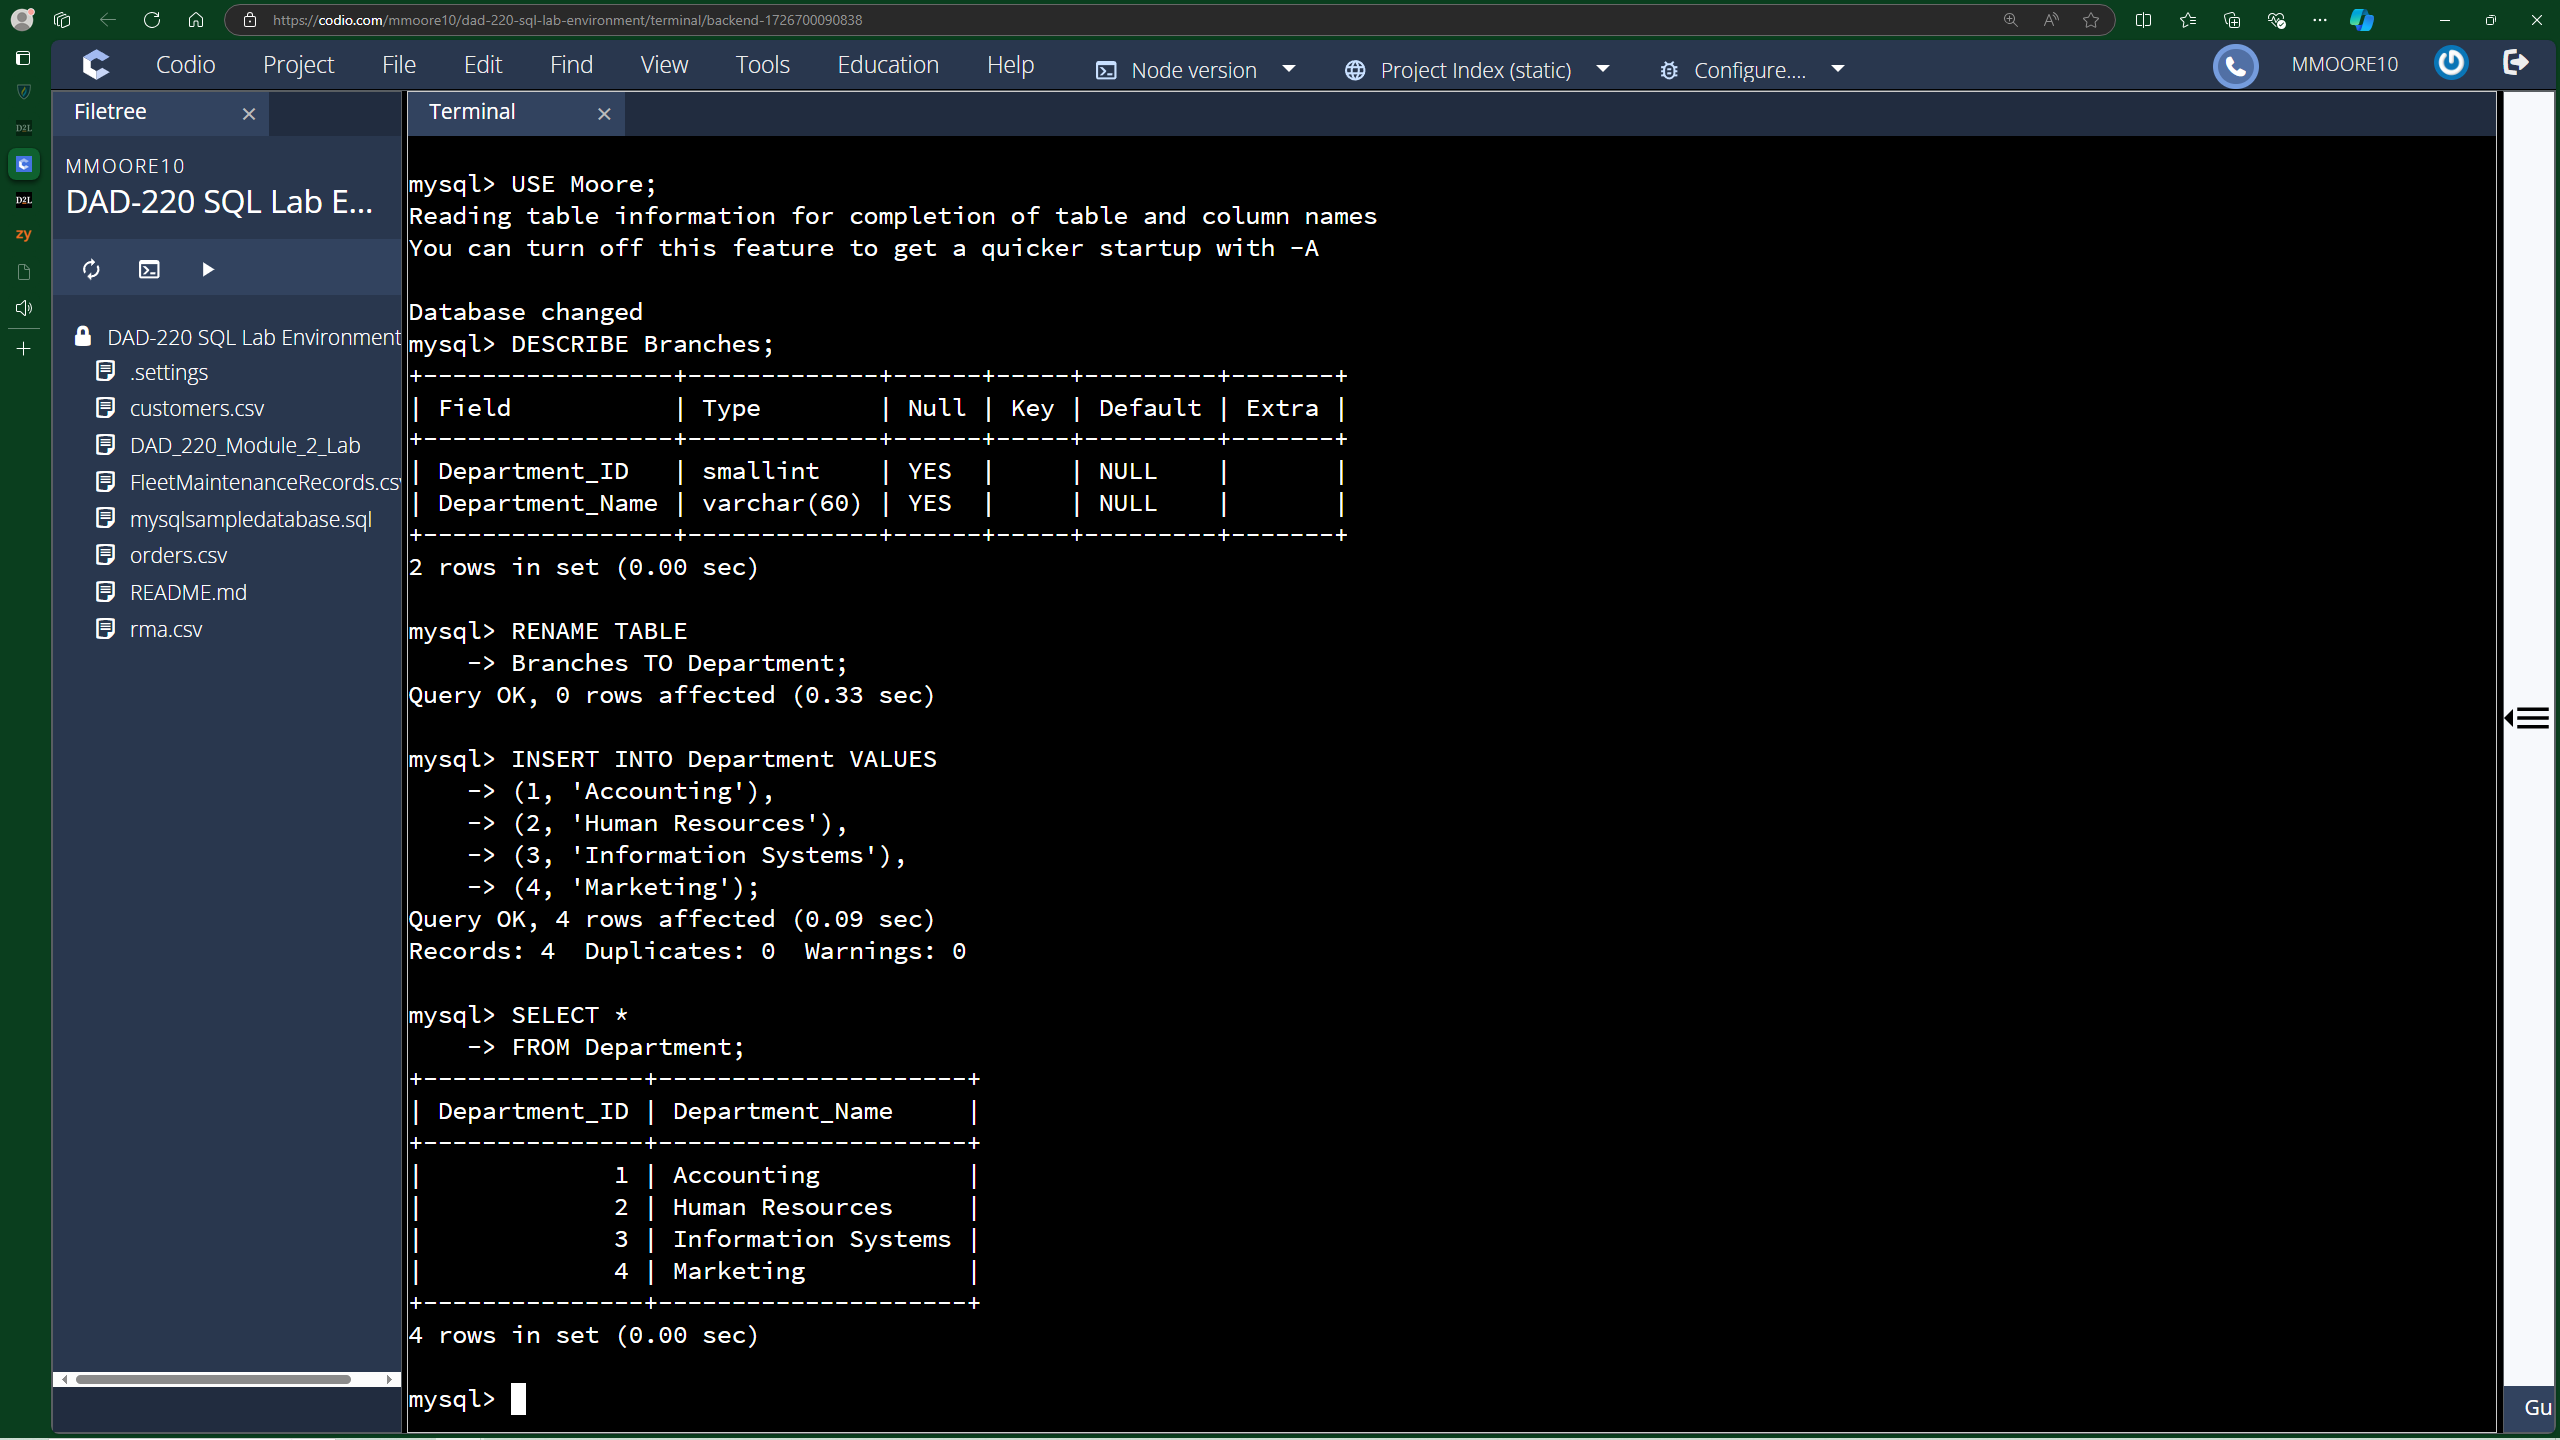 https://codio.com/mmoore10/dad-220-sql-lab-environment/terminal/backend-1726700090838
Codio Project File Edit Find View Tools Education Help Node version Project Index (static) Configure.... MMOORE10
Filetree
Terminal
D2L
D2L
zy
MMOORE10
DAD-220 SQL Lab E...
DAD-220 SQL Lab Environment
.settings
customers.csv
DAD_220_Module_2_Lab
FleetMaintenanceRecords.csv
mysqlsampledatabase.sql
orders.csv
README.md
rma.csv
mysql> USE Moore;
Reading table information for completion of table and column names
You can turn off this feature to get a quicker startup with -A
Database changed
mysql> DESCRIBE Branches;
+-----------------+-------------+------+-----+---------+-------+
| Field           | Type        | Null | Key | Default | Extra |
+-----------------+-------------+------+-----+---------+-------+
| Department_ID   | smallint    | YES  |     | NULL    |       |
| Department_Name | varchar(60) | YES  |     | NULL    |       |
+-----------------+-------------+------+-----+---------+-------+
2 rows in set (0.00 sec)
mysql> RENAME TABLE
    -> Branches TO Department;
Query OK, 0 rows affected (0.33 sec)
mysql> INSERT INTO Department VALUES
    -> (1, 'Accounting'),
    -> (2, 'Human Resources'),
    -> (3, 'Information Systems'),
    -> (4, 'Marketing');
Query OK, 4 rows affected (0.09 sec)
Records: 4  Duplicates: 0  Warnings: 0
mysql> SELECT *
    -> FROM Department;
+---------------+---------------------+
| Department_ID | Department_Name     |
+---------------+---------------------+
|             1 | Accounting          |
|             2 | Human Resources     |
|             3 | Information Systems |
|             4 | Marketing           |
+---------------+---------------------+
4 rows in set (0.00 sec)
mysql>
Gu